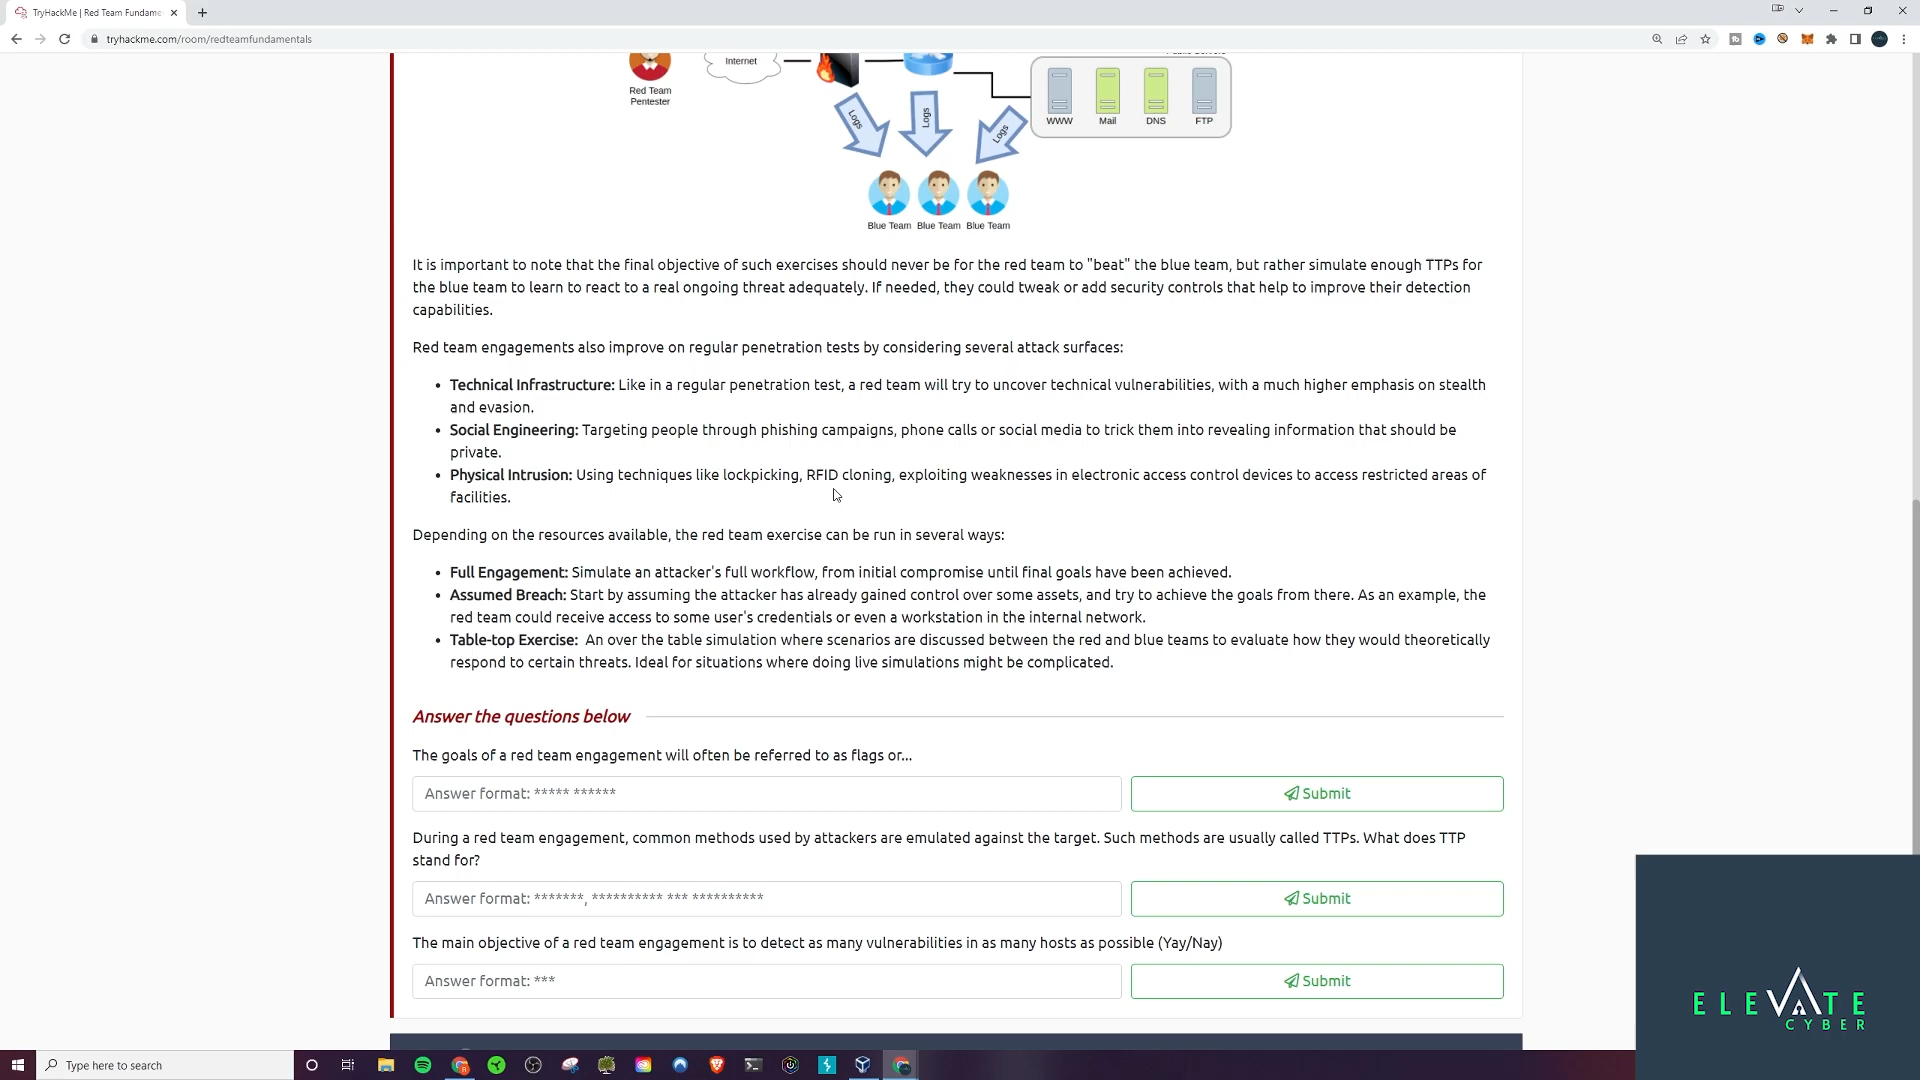 TryHackMe | Red Team Fundame
tryhackme.com/room/redteamfundamentals
Internet
Red Team
Pentester
Logs
Logs
Logs
WWW
Mail
DNS
FTP
Blue Team
Blue Team
Blue Team
It is important to note that the final objective of such exercises should never be for the red team to "beat" the blue team, but rather simulate enough TTPs for
the blue team to learn to react to a real ongoing threat adequately. If needed, they could tweak or add security controls that help to improve their detection
capabilities.
Red team engagements also improve on regular penetration tests by considering several attack surfaces:
• Technical Infrastructure: Like in a regular penetration test, a red team will try to uncover technical vulnerabilities, with a much higher emphasis on stealth
and evasion.
• Social Engineering: Targeting people through phishing campaigns, phone calls or social media to trick them into revealing information that should be
private.
• Physical Intrusion: Using techniques like lockpicking, RFID cloning, exploiting weaknesses in electronic access control devices to access restricted areas of
facilities.
Depending on the resources available, the red team exercise can be run in several ways:
• Full Engagement: Simulate an attacker's full workflow, from initial compromise until final goals have been achieved.
• Assumed Breach: Start by assuming the attacker has already gained control over some assets, and try to achieve the goals from there. As an example, the
red team could receive access to some user's credentials or even a workstation in the internal network.
• Table-top Exercise: An over the table simulation where scenarios are discussed between the red and blue teams to evaluate how they would theoretically
respond to certain threats. Ideal for situations where doing live simulations might be complicated.
Answer the questions below
The goals of a red team engagement will often be referred to as flags or...
Answer format: ***** ******
Submit
During a red team engagement, common methods used by attackers are emulated against the target. Such methods are usually called TTPs. What does TTP
stand for?
Answer format: *******, ********** *** **********
Submit
The main objective of a red team engagement is to detect as many vulnerabilities in as many hosts as possible (Yay/Nay)
Answer format: ***
Submit
ELEVATE
CYBER
Type here to search